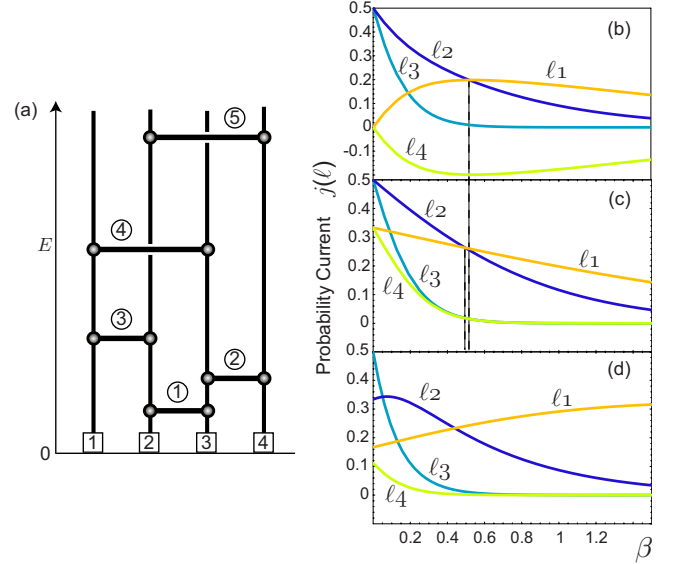 (a)
E
0
⑤
④
③
②
①
1 2 3 4
Probability Current j(ℓ)
0.5
0.4
0.3
0.2
0.1
0
-0.1
(b)
ℓ2
ℓ3
ℓ1
ℓ4
0.5
0.4
0.3
0.2
0.1
0
(c)
ℓ2
ℓ1
ℓ3
ℓ4
0.5
0.4
0.3
0.2
0.1
0
(d)
ℓ2
ℓ1
ℓ3
ℓ4
0.2 0.4 0.6 0.8 1 1.2
β